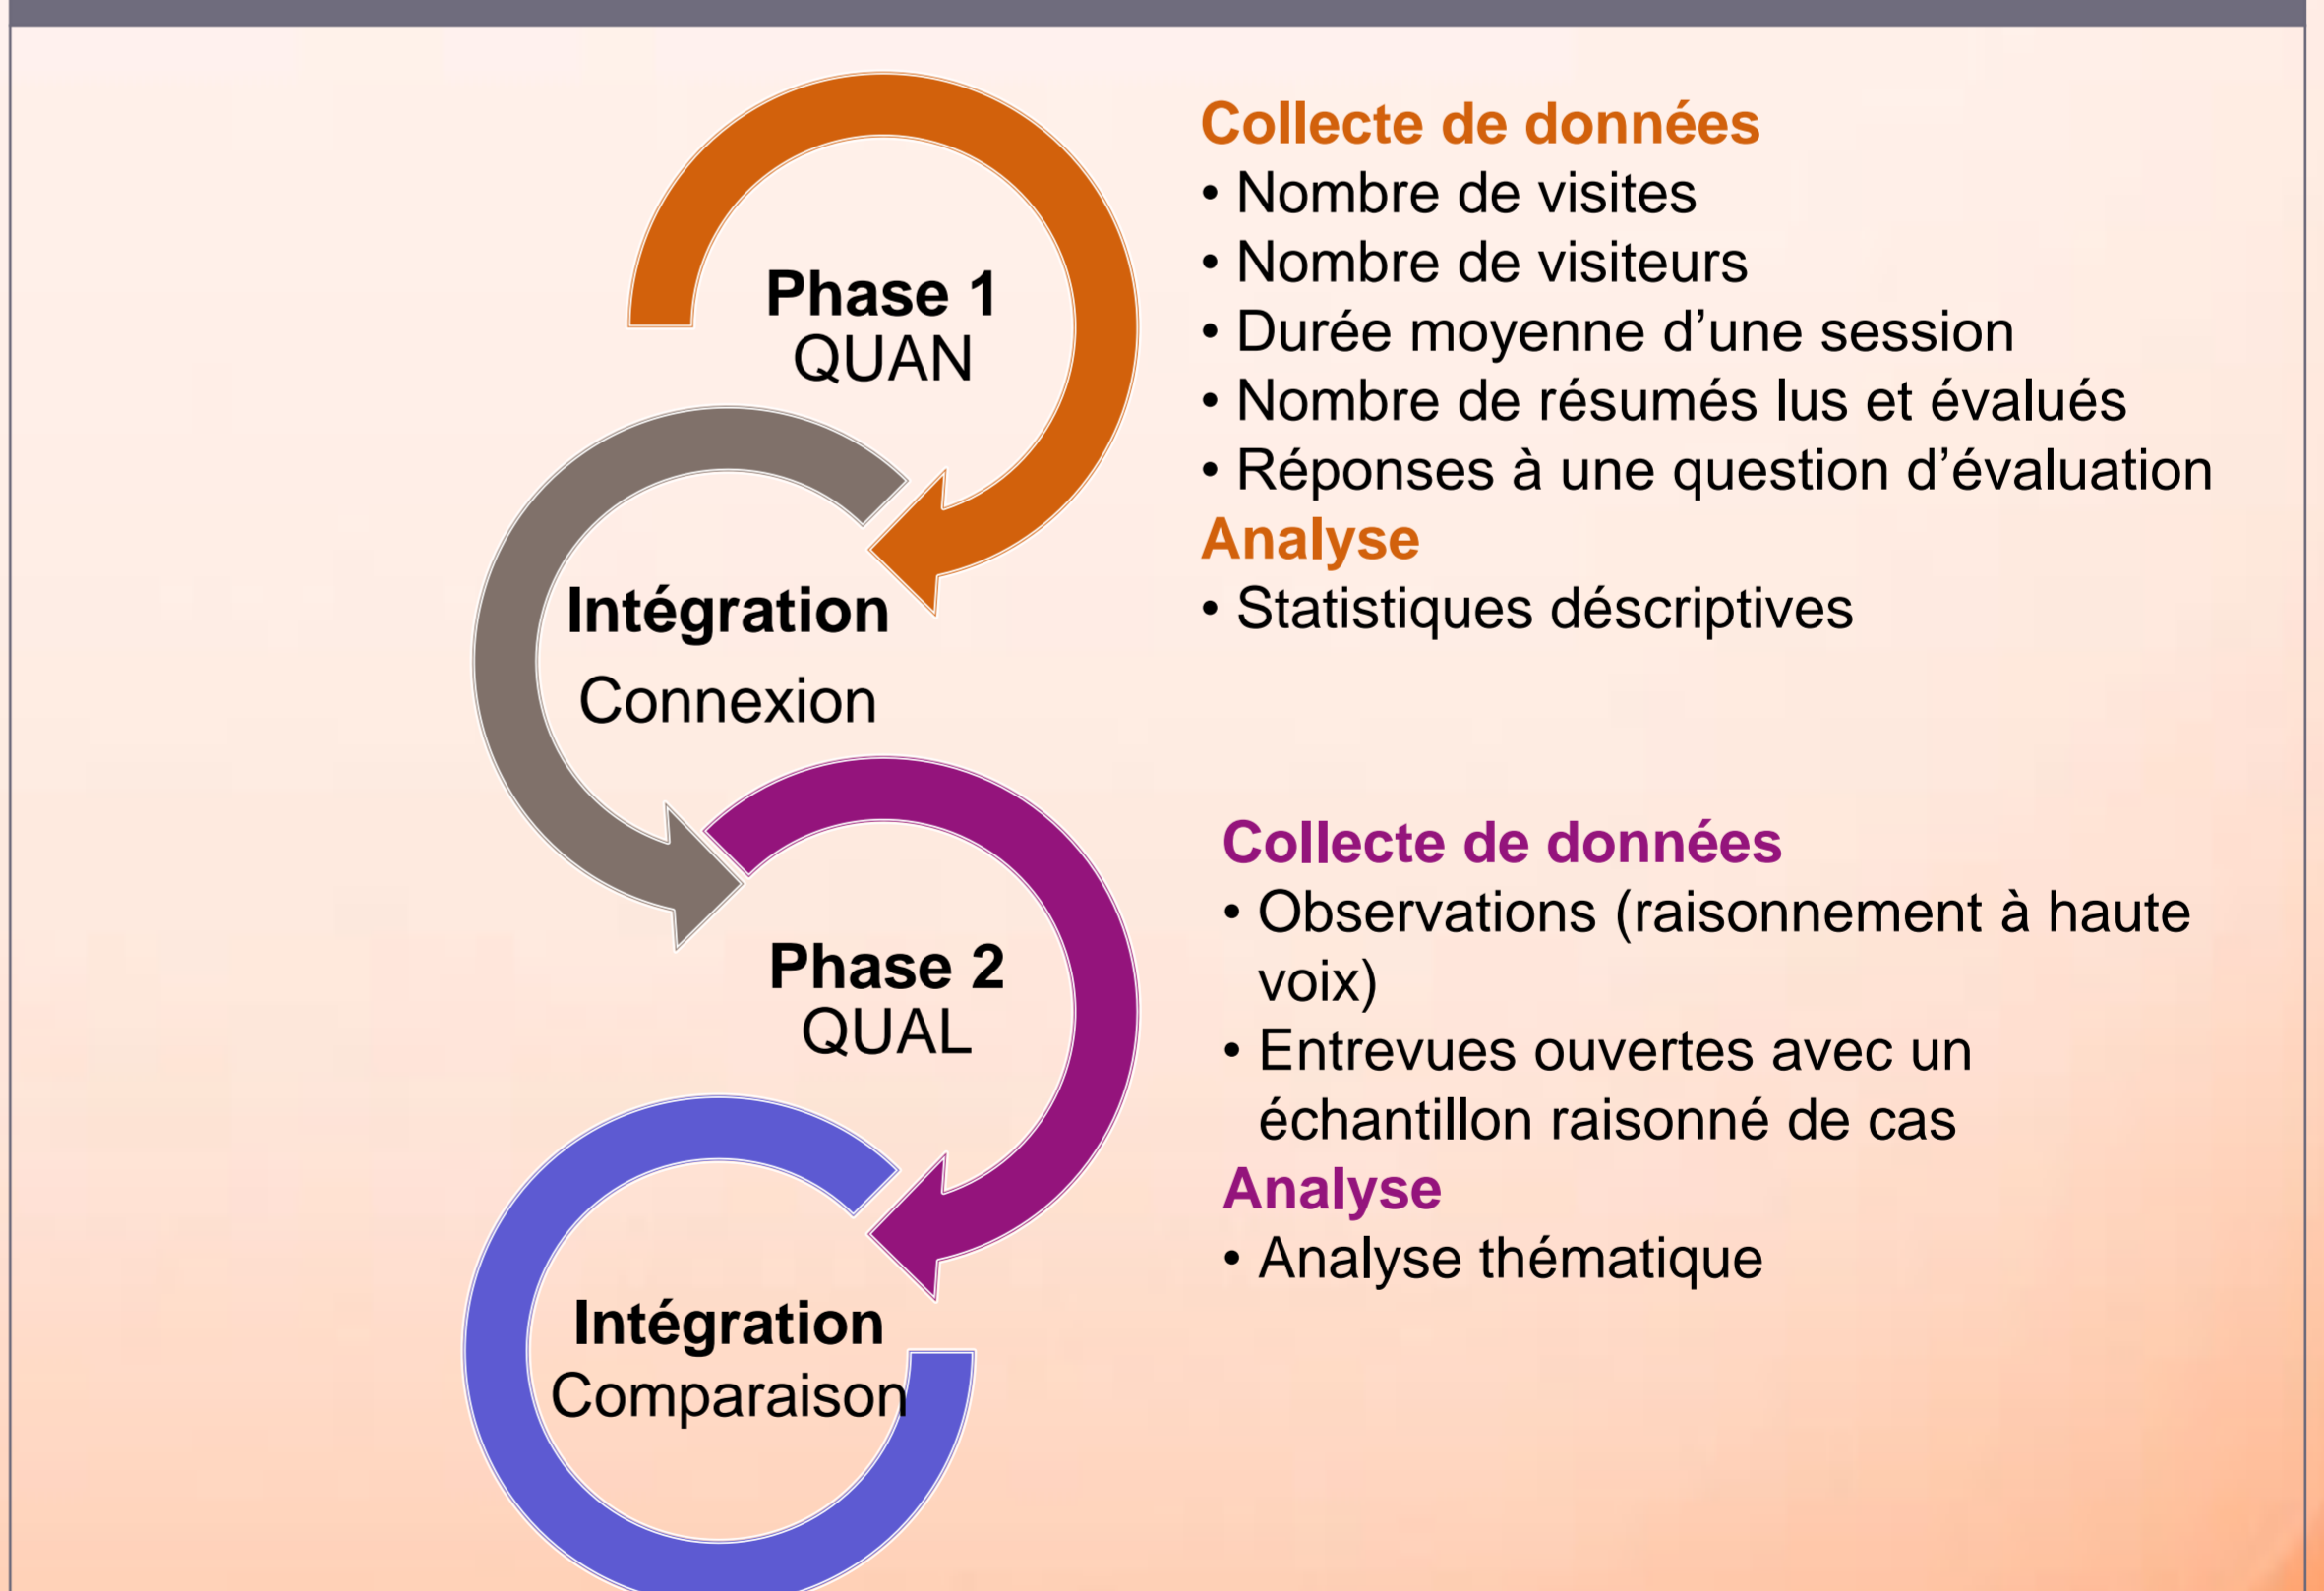 Phase 1
QUAN
Collecte de données
• Nombre de visites
• Nombre de visiteurs
• Durée moyenne d’une session
• Nombre de résumés lus et évalués
• Réponses à une question d’évaluation
Analyse
• Statistiques déscriptives
Intégration
Connexion
Phase 2
QUAL
Collecte de données
• Observations (raisonnement à haute
voix)
• Entrevues ouvertes avec un
échantillon raisonné de cas
Analyse
• Analyse thématique
Intégration
Comparaison